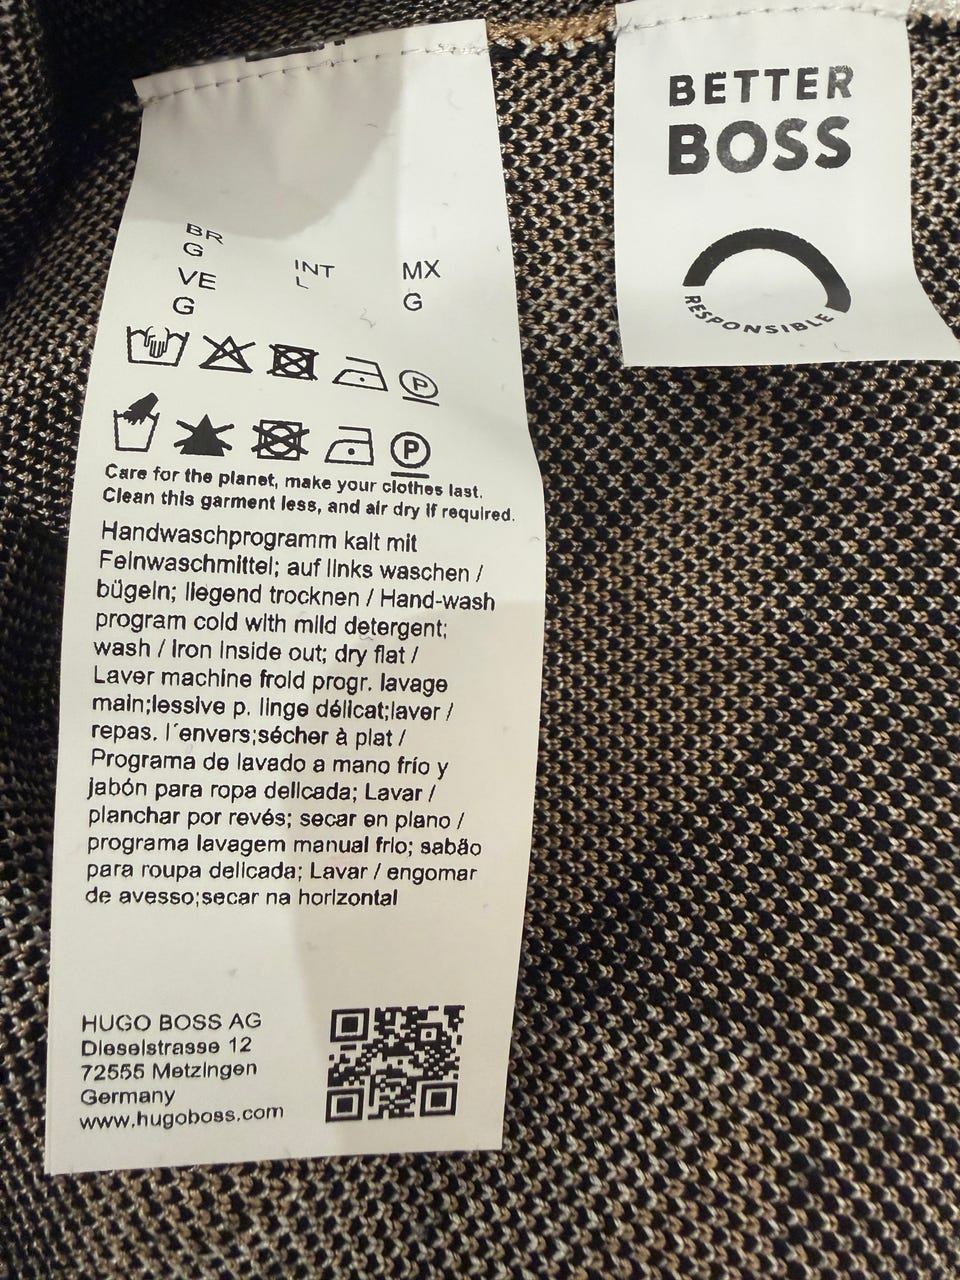 BETTER
BOSS
RESPONSIBLE
BR
G
VE
G
INT
L
MX
G
P
P
Care for the planet, make your clothes last.
Clean this garment less, and air dry if required.
Handwaschprogramm kalt mit
Feinwaschmittel; auf links waschen /
bügeln; liegend trocknen / Hand-wash
program cold with mild detergent;
wash / Iron inside out; dry flat /
Laver machine froid progr. lavage
main;lessive p. linge délicat;laver /
repas. l´envers;sécher à plat /
Programa de lavado a mano frío y
jabón para ropa delicada; Lavar /
planchar por revés; secar en plano /
programa lavagem manual frio; sabão
para roupa delicada; Lavar / engomar
de avesso;secar na horizontal
HUGO BOSS AG
Dieselstrasse 12
72555 Metzingen
Germany
www.hugoboss.com